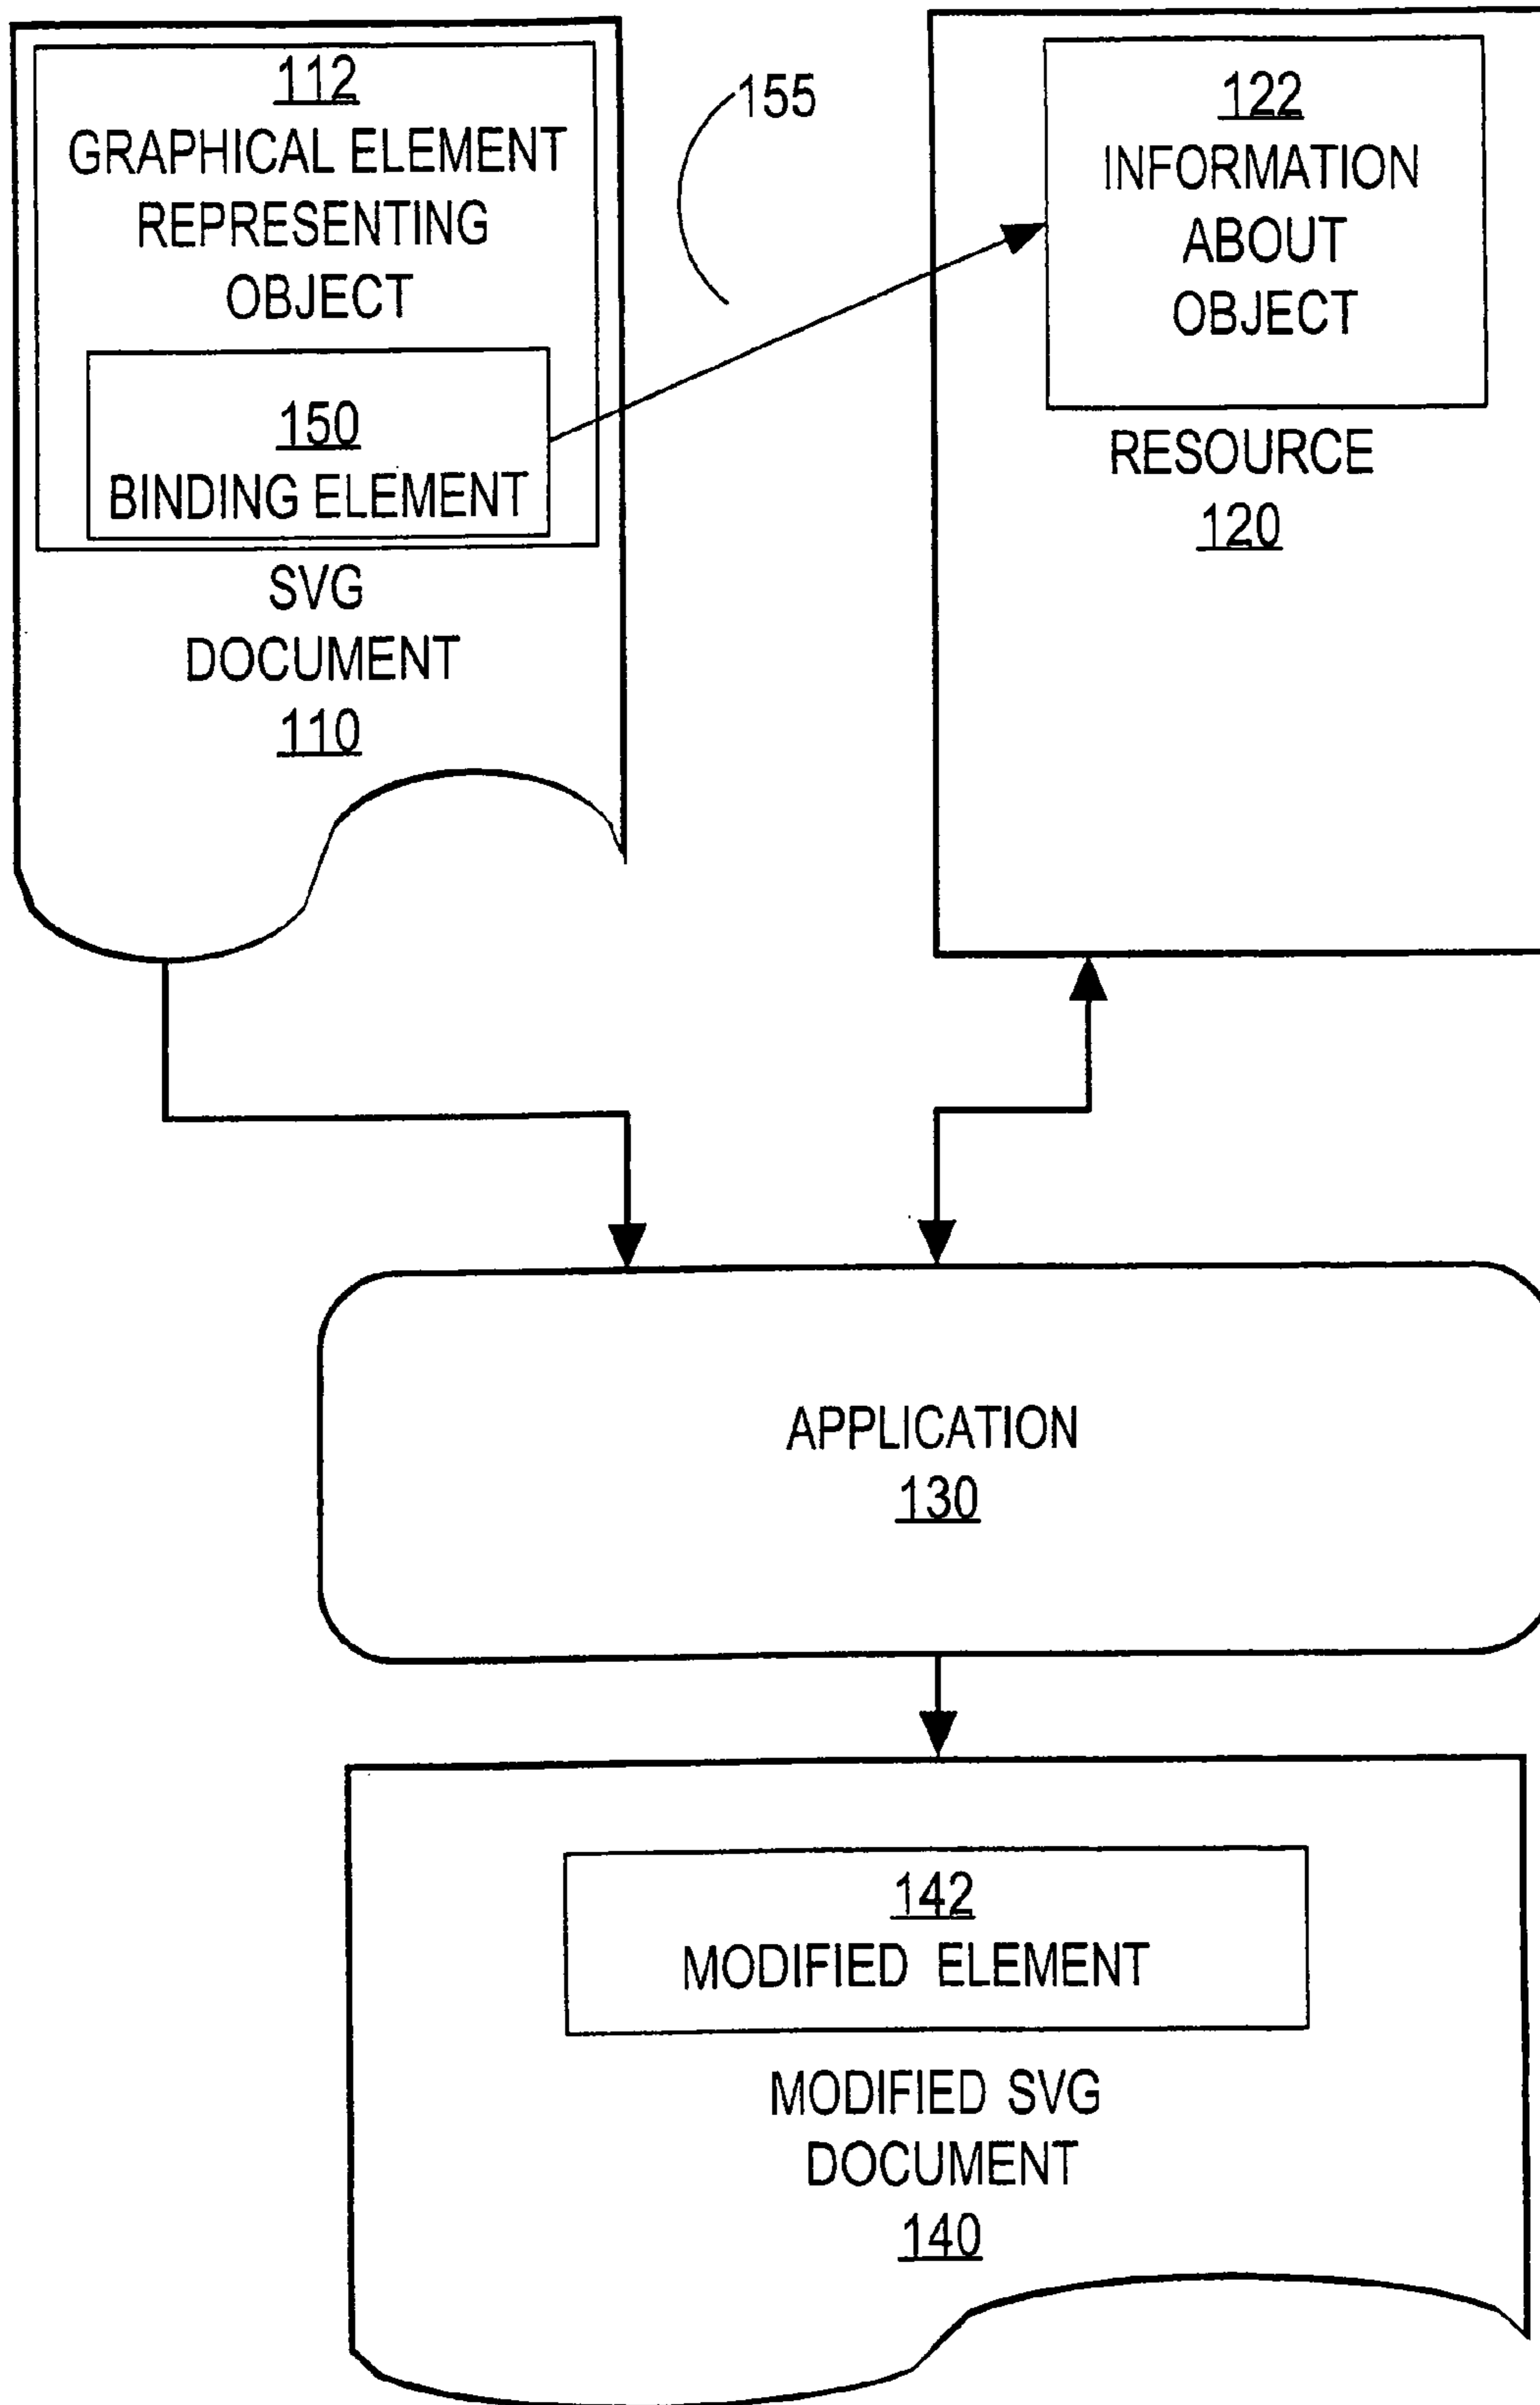 112
GRAPHICAL ELEMENT
REPRESENTING
OBJECT
150
BINDING ELEMENT
SVG
DOCUMENT
110
155
122
INFORMATION
ABOUT
OBJECT
RESOURCE
120
APPLICATION
130
142
MODIFIED ELEMENT
MODIFIED SVG
DOCUMENT
140